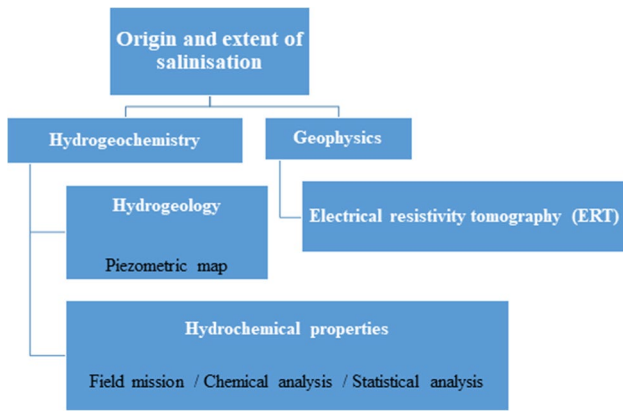 Origin and extent of
salinisation
Hydrogeochemistry
Geophysics
Hydrogeology
Piezometric map
Electrical resistivity tomography (ERT)
Hydrochemical properties
Field mission / Chemical analysis / Statistical analysis